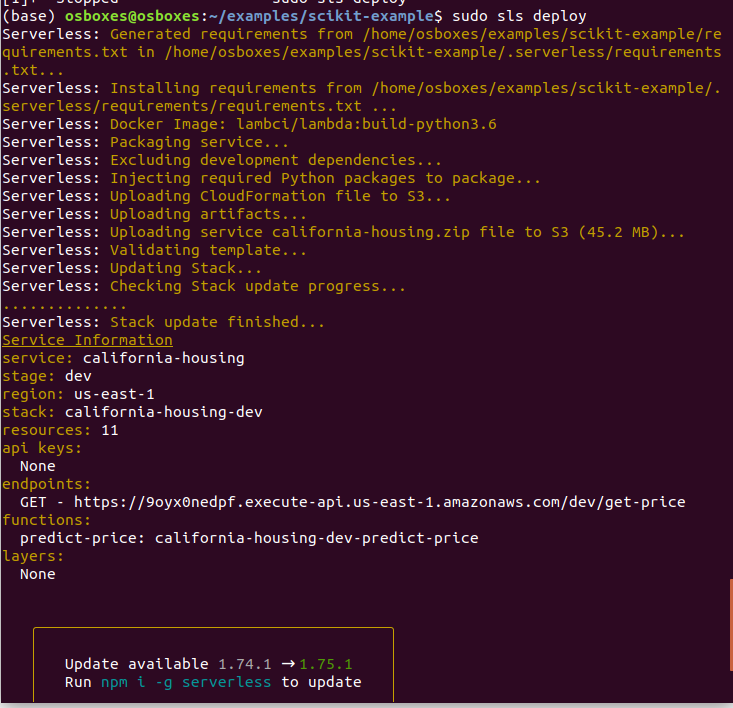 [1]+  Stopped                 sudo sls deploy
(base) osboxes@osboxes:~/examples/scikit-example$ sudo sls deploy
Serverless: Generated requirements from /home/osboxes/examples/scikit-example/re
quirements.txt in /home/osboxes/examples/scikit-example/.serverless/requirements
.txt...
Serverless: Installing requirements from /home/osboxes/examples/scikit-example/.
serverless/requirements/requirements.txt ...
Serverless: Docker Image: lambci/lambda:build-python3.6
Serverless: Packaging service...
Serverless: Excluding development dependencies...
Serverless: Injecting required Python packages to package...
Serverless: Uploading CloudFormation file to S3...
Serverless: Uploading artifacts...
Serverless: Uploading service california-housing.zip file to S3 (45.2 MB)...
Serverless: Validating template...
Serverless: Updating Stack...
Serverless: Checking Stack update progress...
..............
Serverless: Stack update finished...
Service Information
service: california-housing
stage: dev
region: us-east-1
stack: california-housing-dev
resources: 11
api keys:
  None
endpoints:
  GET - https://9oyx0nedpf.execute-api.us-east-1.amazonaws.com/dev/get-price
functions:
  predict-price: california-housing-dev-predict-price
layers:
  None
Update available 1.74.1 → 1.75.1
Run npm i -g serverless to update